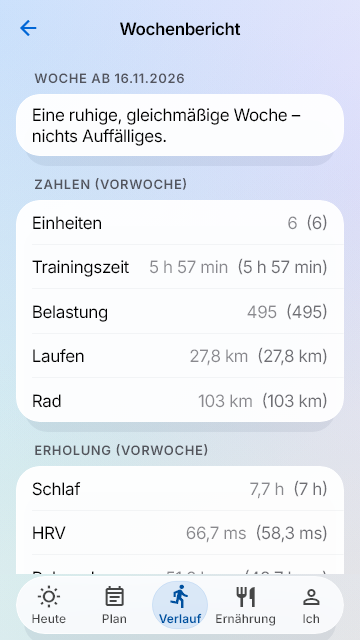 Wochenbericht
WOCHE AB 16.11.2026
Eine ruhige, gleichmäßige Woche –
nichts Auffälliges.
ZAHLEN (VORWOCHE)
Einheiten 6 (6)
Trainingszeit 5 h 57 min (5 h 57 min)
Belastung 495 (495)
Laufen 27,8 km (27,8 km)
Rad 103 km (103 km)
ERHOLUNG (VORWOCHE)
Schlaf 7,7 h (7 h)
HRV 66,7 ms (58,3 ms)
Heute Plan Verlauf Ernährung Ich